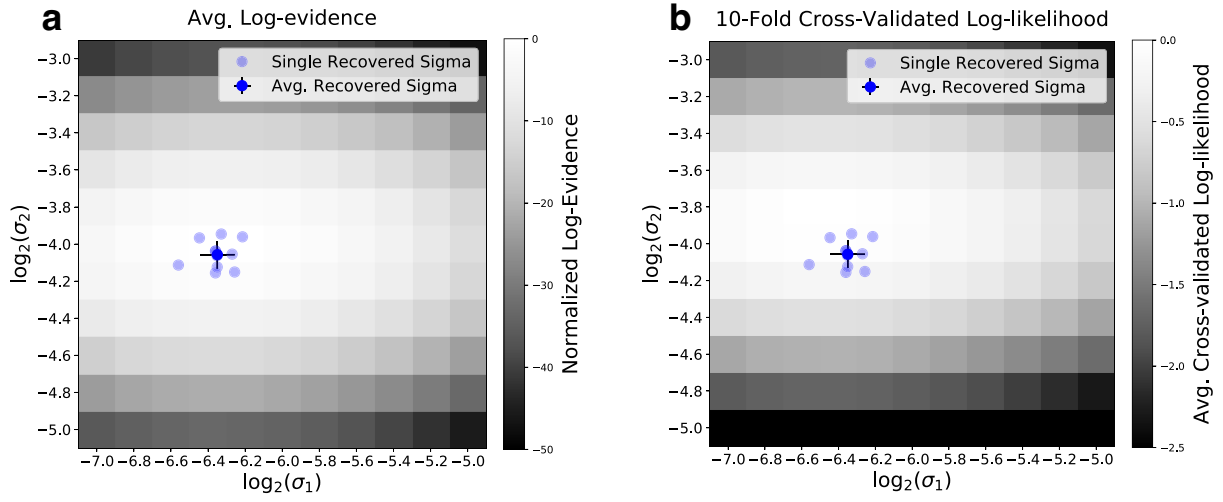 a
Avg. Log-evidence
Single Recovered Sigma
Avg. Recovered Sigma
−3.0
−3.2
−3.4
−3.6
−3.8
−4.0
−4.2
−4.4
−4.6
−4.8
−5.0
log₂(σ₂)
−7.0 −6.8 −6.6 −6.4 −6.2 −6.0 −5.8 −5.6 −5.4 −5.2 −5.0
log₂(σ₁)
0
−10
−20
−30
−40
−50
Normalized Log-Evidence
b
10-Fold Cross-Validated Log-likelihood
Single Recovered Sigma
Avg. Recovered Sigma
−3.0
−3.2
−3.4
−3.6
−3.8
−4.0
−4.2
−4.4
−4.6
−4.8
−5.0
log₂(σ₂)
−7.0 −6.8 −6.6 −6.4 −6.2 −6.0 −5.8 −5.6 −5.4 −5.2 −5.0
log₂(σ₁)
0.0
−0.5
−1.0
−1.5
−2.0
−2.5
Avg. Cross-validated Log-likelihood